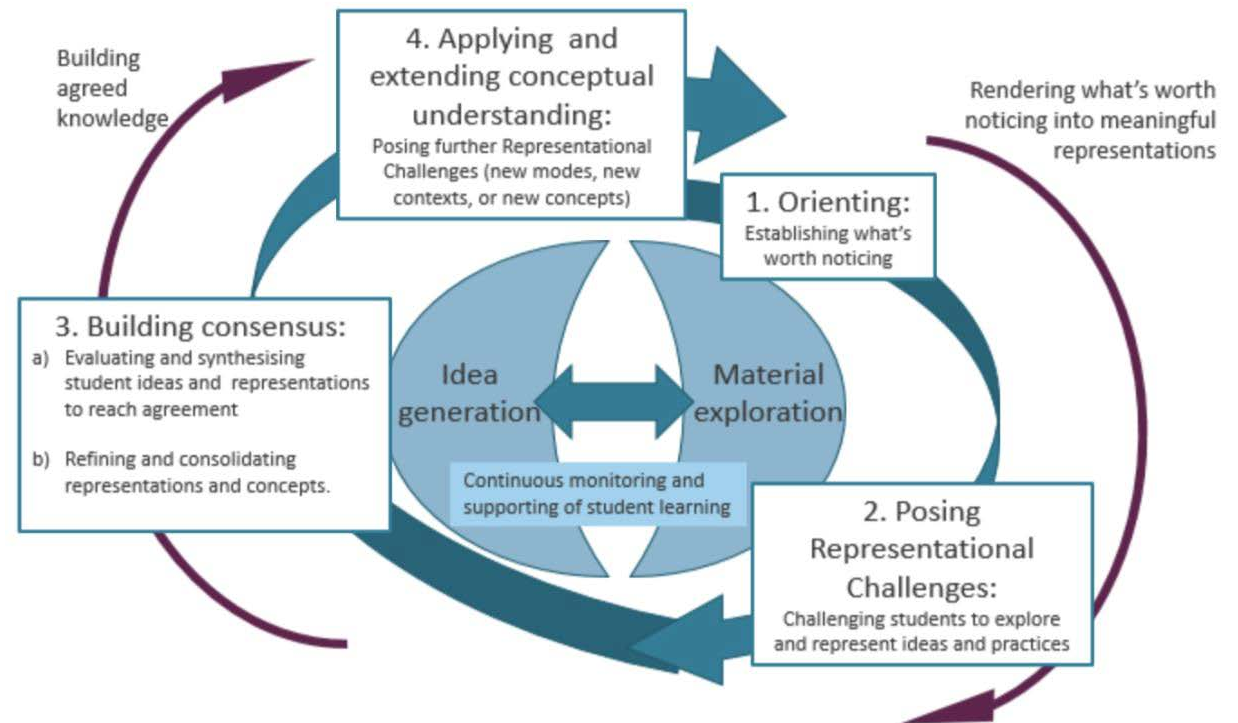 Building
agreed
knowledge
4. Applying and
extending conceptual
understanding:
Posing further Representational
Challenges (new modes, new
contexts, or new concepts)
Rendering what’s worth
noticing into meaningful
representations
1. Orienting:
Establishing what’s
worth noticing
3. Building consensus:
a) Evaluating and synthesising
student ideas and representations
to reach agreement
b) Refining and consolidating
representations and concepts.
Idea
generation
Material
exploration
Continuous monitoring and
supporting of student learning
2. Posing
Representational
Challenges:
Challenging students to explore
and represent ideas and practices